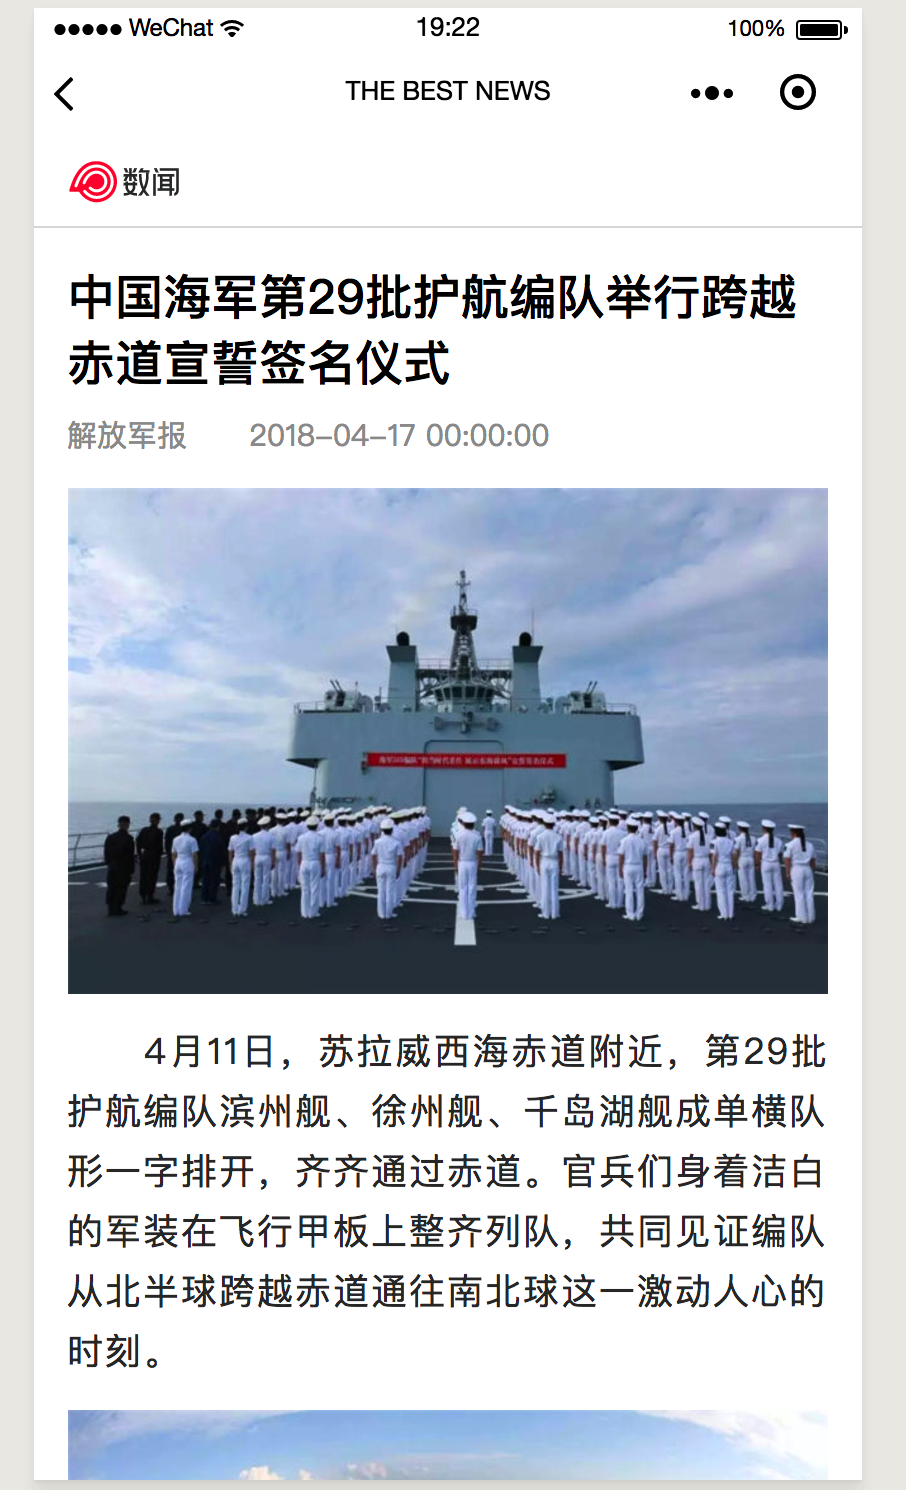 WeChat 19:22 100%
THE BEST NEWS
数闻
中国海军第29批护航编队举行跨越
赤道宣誓签名仪式
解放军报 2018-04-17 00:00:00
4月11日，苏拉威西海赤道附近，第29批
护航编队滨州舰、徐州舰、千岛湖舰成单横队
形一字排开，齐齐通过赤道。官兵们身着洁白
的军装在飞行甲板上整齐列队，共同见证编队
从北半球跨越赤道通往南北球这一激动人心的
时刻。